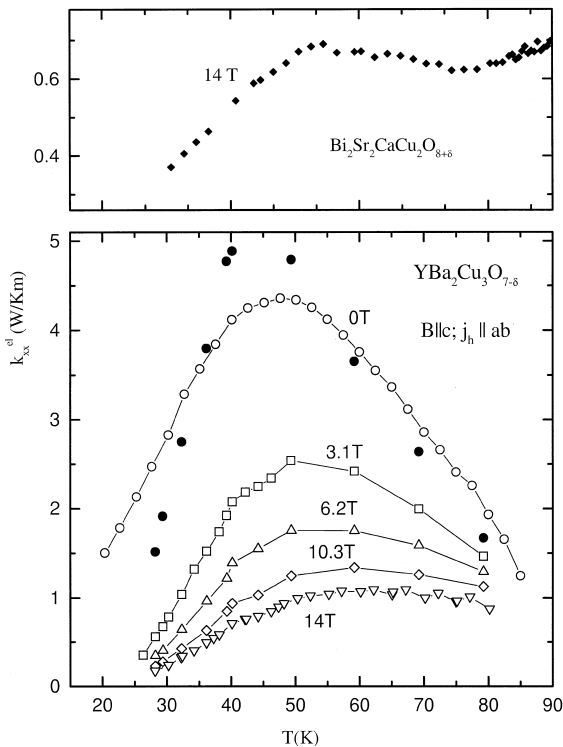 0.6
0.4
14 T
Bi₂Sr₂CaCu₂O₈₊δ
5
4
3
2
1
0
kₓₓᵉˡ (W/Km)
YBa₂Cu₃O₇₋δ
B||c; jₕ || ab
0T
3.1T
6.2T
10.3T
14T
20 30 40 50 60 70 80 90
T(K)